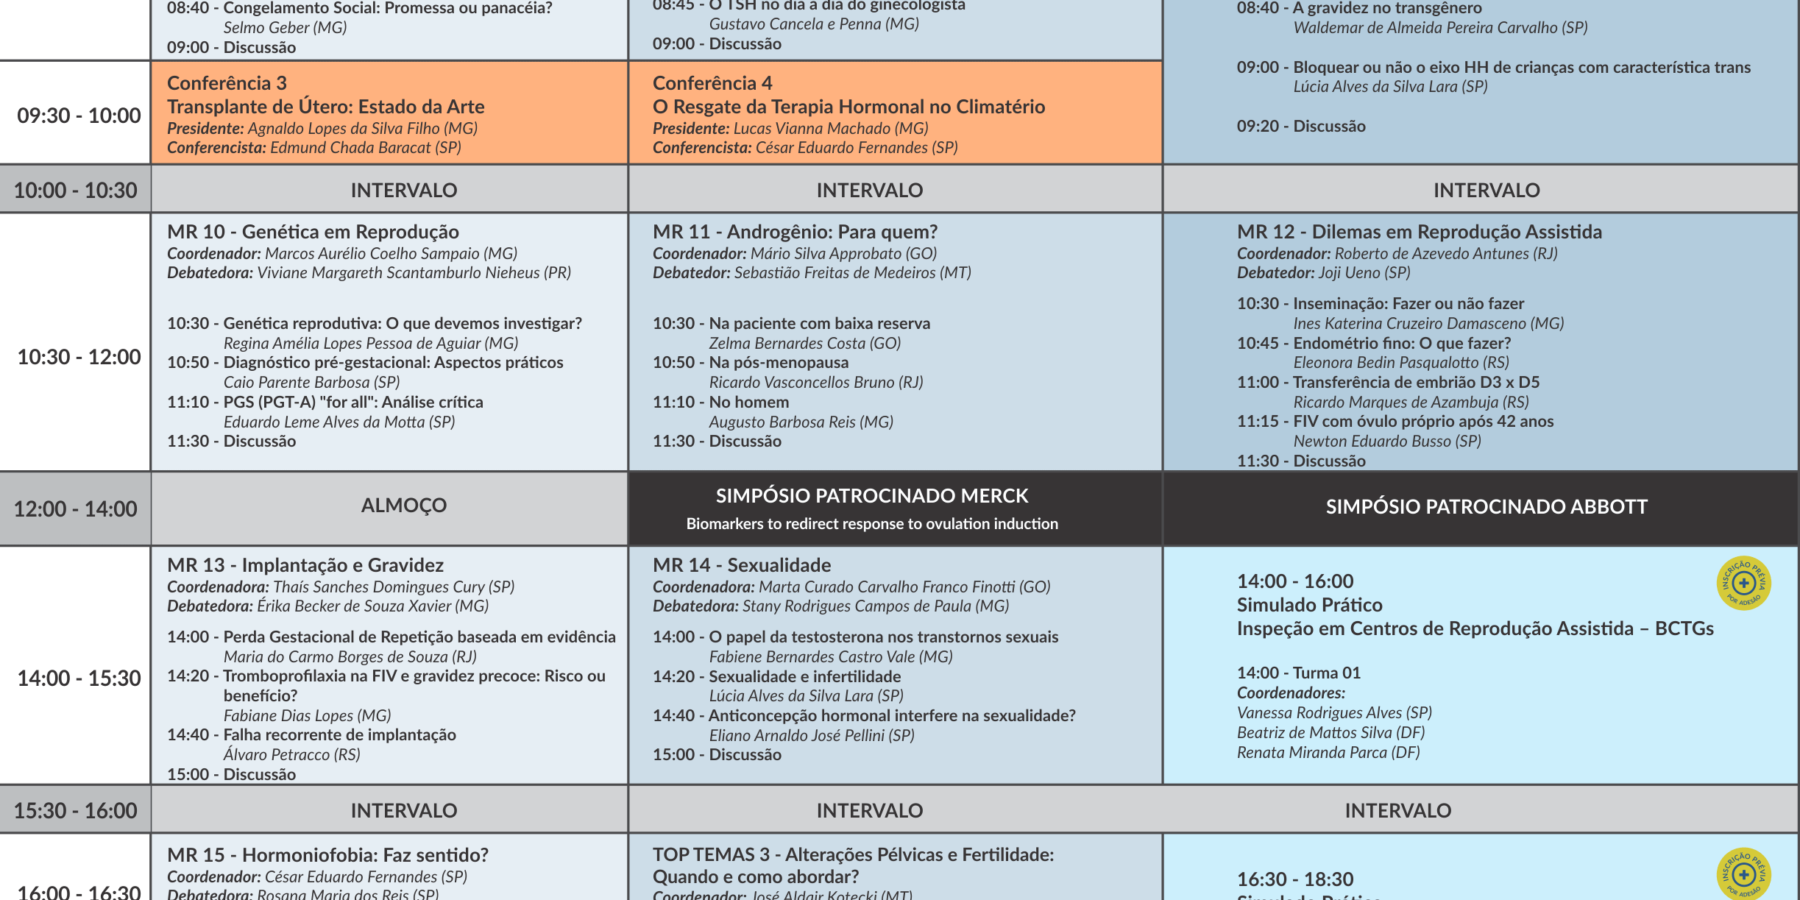 08:40 - Congelamento Social: Promessa ou panacéia?
Selmo Geber (MG)
09:00 - Discussão
08:45 - O TSH no dia a dia do ginecologista
Gustavo Cancela e Penna (MG)
09:00 - Discussão
08:40 - A gravidez no transgênero
Waldemar de Almeida Pereira Carvalho (SP)
09:00 - Bloquear ou não o eixo HH de crianças com característica trans
Lúcia Alves da Silva Lara (SP)
09:20 - Discussão
09:30 - 10:00
Conferência 3
Transplante de Útero: Estado da Arte
Presidente: Agnaldo Lopes da Silva Filho (MG)
Conferencista: Edmund Chada Baracat (SP)
Conferência 4
O Resgate da Terapia Hormonal no Climatério
Presidente: Lucas Vianna Machado (MG)
Conferencista: César Eduardo Fernandes (SP)
10:00 - 10:30
INTERVALO
INTERVALO
INTERVALO
10:30 - 12:00
MR 10 - Genética em Reprodução
Coordenador: Marcos Aurélio Coelho Sampaio (MG)
Debatedora: Viviane Margareth Scantamburlo Nieheus (PR)
10:30 - Genética reprodutiva: O que devemos investigar?
Regina Amélia Lopes Pessoa de Aguiar (MG)
10:50 - Diagnóstico pré-gestacional: Aspectos práticos
Caio Parente Barbosa (SP)
11:10 - PGS (PGT-A) "for all": Análise crítica
Eduardo Leme Alves da Motta (SP)
11:30 - Discussão
MR 11 - Androgênio: Para quem?
Coordenador: Mário Silva Approbato (GO)
Debatedor: Sebastião Freitas de Medeiros (MT)
10:30 - Na paciente com baixa reserva
Zelma Bernardes Costa (GO)
10:50 - Na pós-menopausa
Ricardo Vasconcellos Bruno (RJ)
11:10 - No homem
Augusto Barbosa Reis (MG)
11:30 - Discussão
MR 12 - Dilemas em Reprodução Assistida
Coordenador: Roberto de Azevedo Antunes (RJ)
Debatedor: Joji Ueno (SP)
10:30 - Inseminação: Fazer ou não fazer
Ines Katerina Cruzeiro Damasceno (MG)
10:45 - Endométrio fino: O que fazer?
Eleonora Bedin Pasqualotto (RS)
11:00 - Transferência de embrião D3 x D5
Ricardo Marques de Azambuja (RS)
11:15 - FIV com óvulo próprio após 42 anos
Newton Eduardo Busso (SP)
11:30 - Discussão
12:00 - 14:00
ALMOÇO
SIMPÓSIO PATROCINADO MERCK
Biomarkers to redirect response to ovulation induction
SIMPÓSIO PATROCINADO ABBOTT
14:00 - 15:30
MR 13 - Implantação e Gravidez
Coordenadora: Thaís Sanches Domingues Cury (SP)
Debatedora: Érika Becker de Souza Xavier (MG)
14:00 - Perda Gestacional de Repetição baseada em evidência
Maria do Carmo Borges de Souza (RJ)
14:20 - Tromboprofilaxia na FIV e gravidez precoce: Risco ou
benefício?
Fabiane Dias Lopes (MG)
14:40 - Falha recorrente de implantação
Álvaro Petracco (RS)
15:00 - Discussão
MR 14 - Sexualidade
Coordenadora: Marta Curado Carvalho Franco Finotti (GO)
Debatedora: Stany Rodrigues Campos de Paula (MG)
14:00 - O papel da testosterona nos transtornos sexuais
Fabiene Bernardes Castro Vale (MG)
14:20 - Sexualidade e infertilidade
Lúcia Alves da Silva Lara (SP)
14:40 - Anticoncepção hormonal interfere na sexualidade?
Eliano Arnaldo José Pellini (SP)
15:00 - Discussão
INSCRIÇÃO PRÉVIA
POR ADESÃO
14:00 - 16:00
Simulado Prático
Inspeção em Centros de Reprodução Assistida – BCTGs
14:00 - Turma 01
Coordenadores:
Vanessa Rodrigues Alves (SP)
Beatriz de Mattos Silva (DF)
Renata Miranda Parca (DF)
15:30 - 16:00
INTERVALO
INTERVALO
INTERVALO
16:00 - 16:30
MR 15 - Hormoniofobia: Faz sentido?
Coordenador: César Eduardo Fernandes (SP)
Debatedora: Rosana Maria dos Reis (SP)
TOP TEMAS 3 - Alterações Pélvicas e Fertilidade:
Quando e como abordar?
Coordenador: José Aldair Kotecki (MT)
INSCRIÇÃO PRÉVIA
POR ADESÃO
16:30 - 18:30
Simulado Prático